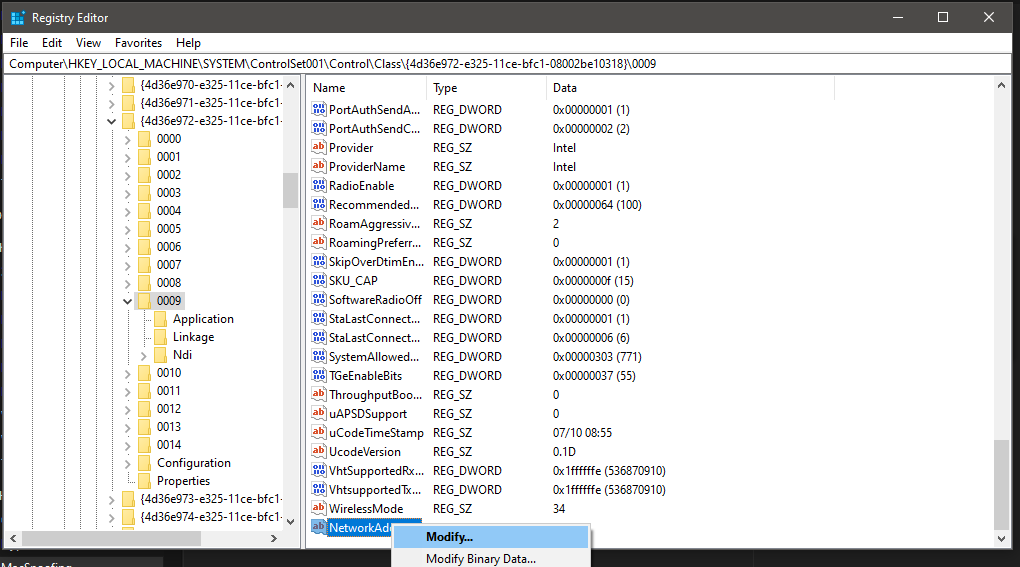 Registry Editor
File Edit View Favorites Help
Computer\HKEY_LOCAL_MACHINE\SYSTEM\ControlSet001\Control\Class\{4d36e972-e325-11ce-bfc1-08002be10318}\0009
{4d36e970-e325-11ce-bfc1-
{4d36e971-e325-11ce-bfc1-
{4d36e972-e325-11ce-bfc1-
0000
0001
0002
0003
0004
0005
0006
0007
0008
0009
Application
Linkage
Ndi
0010
0011
0012
0013
0014
Configuration
Properties
{4d36e973-e325-11ce-bfc1-
{4d36e974-e325-11ce-bfc1-
Name Type Data
PortAuthSendA... REG_DWORD 0x00000001 (1)
PortAuthSendC... REG_DWORD 0x00000002 (2)
Provider REG_SZ Intel
ProviderName REG_SZ Intel
RadioEnable REG_DWORD 0x00000001 (1)
Recommended... REG_DWORD 0x00000064 (100)
RoamAggressiv... REG_SZ 2
RoamingPreferr... REG_SZ 0
SkipOverDtimEn... REG_DWORD 0x00000001 (1)
SKU_CAP REG_DWORD 0x0000000f (15)
SoftwareRadioOff REG_DWORD 0x00000000 (0)
StaLastConnect... REG_DWORD 0x00000001 (1)
StaLastConnect... REG_DWORD 0x00000006 (6)
SystemAllowed... REG_DWORD 0x00000303 (771)
TGeEnableBits REG_DWORD 0x00000037 (55)
ThroughputBoo... REG_SZ 0
uAPSDSupport REG_SZ 0
uCodeTimeStamp REG_SZ 07/10 08:55
UcodeVersion REG_SZ 0.1D
VhtSupportedRx... REG_DWORD 0x1ffffffe (536870910)
VhtsupportedTx... REG_DWORD 0x1ffffffe (536870910)
WirelessMode REG_SZ 34
NetworkAd
Modify...
Modify Binary Data...